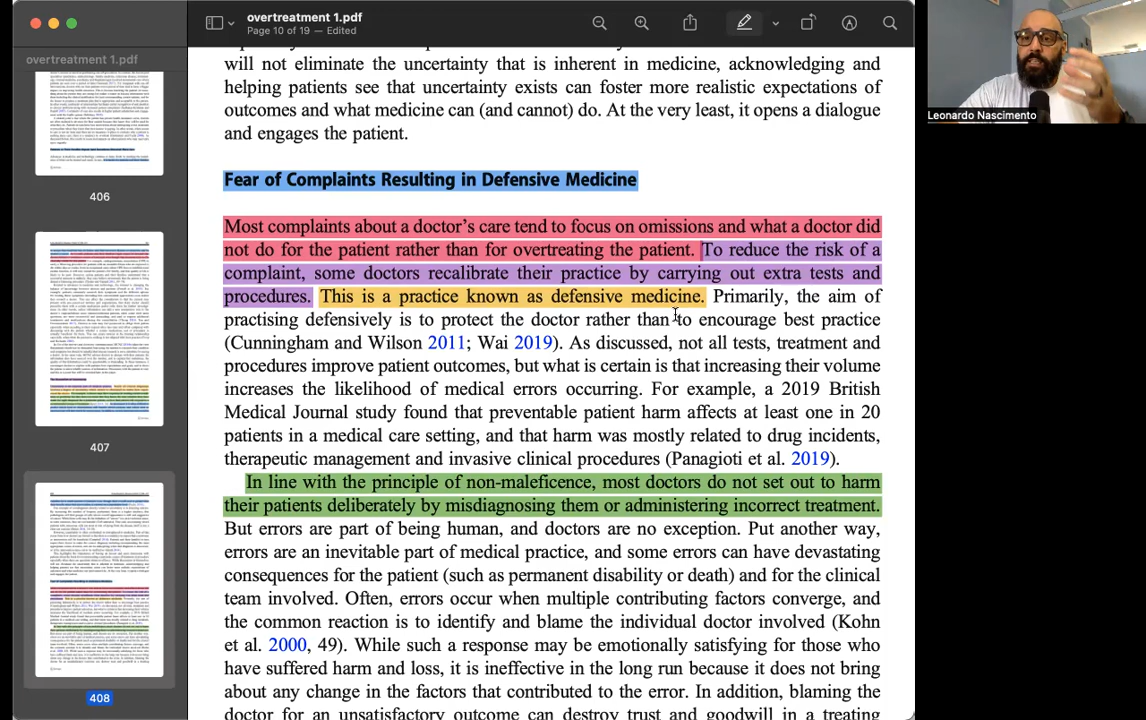 overtreatment 1.pdf
Page 10 of 19 — Edited
overtreatment 1.pdf
406
407
408
Leonardo Nascimento
will not eliminate the uncertainty that is inherent in medicine, acknowledging and
helping patients see that uncertainty exists can foster more realistic expectations of
outcomes and what medicine can (and cannot) do. At the very least, it opens a dialogue
and engages the patient.
Fear of Complaints Resulting in Defensive Medicine
Most complaints about a doctor's care tend to focus on omissions and what a doctor did
not do for the patient rather than for overtreating the patient. To reduce the risk of a
complaint, some doctors recalibrate their practice by carrying out extra tests and
procedures. This is a practice known as defensive medicine. Primarily, the aim of
practicing defensively is to protect the doctor rather than to encourage best practice
(Cunningham and Wilson 2011; Wai 2019). As discussed, not all tests, treatment and
procedures improve patient outcomes, but what is certain is that increasing their volume
increases the likelihood of medical errors occurring. For example, a 2019 British
Medical Journal study found that preventable patient harm affects at least one in 20
patients in a medical care setting, and that harm was mostly related to drug incidents,
therapeutic management and invasive clinical procedures (Panagioti et al. 2019).
In line with the principle of non-maleficence, most doctors do not set out to harm
their patients deliberately by misdiagnosing them or administering incorrect treatment.
But error is part of being human and doctors are no exception. Put another way,
errors are an inevitable part of medical practice, and some errors can have devastating
consequences for the patient (such as permanent disability or death) and for the clinical
team involved. Often, errors occur when multiple contributing factors converge and
the common reaction is to identify and blame the individual doctor involved (Kohn
et al. 2000, 49). While such a response may be emotionally satisfying for those who
have suffered harm and loss, it is ineffective in the long run because it does not bring
about any change in the factors that contributed to the error. In addition, blaming the
doctor for an unsatisfactory outcome can destroy trust and goodwill in a treating